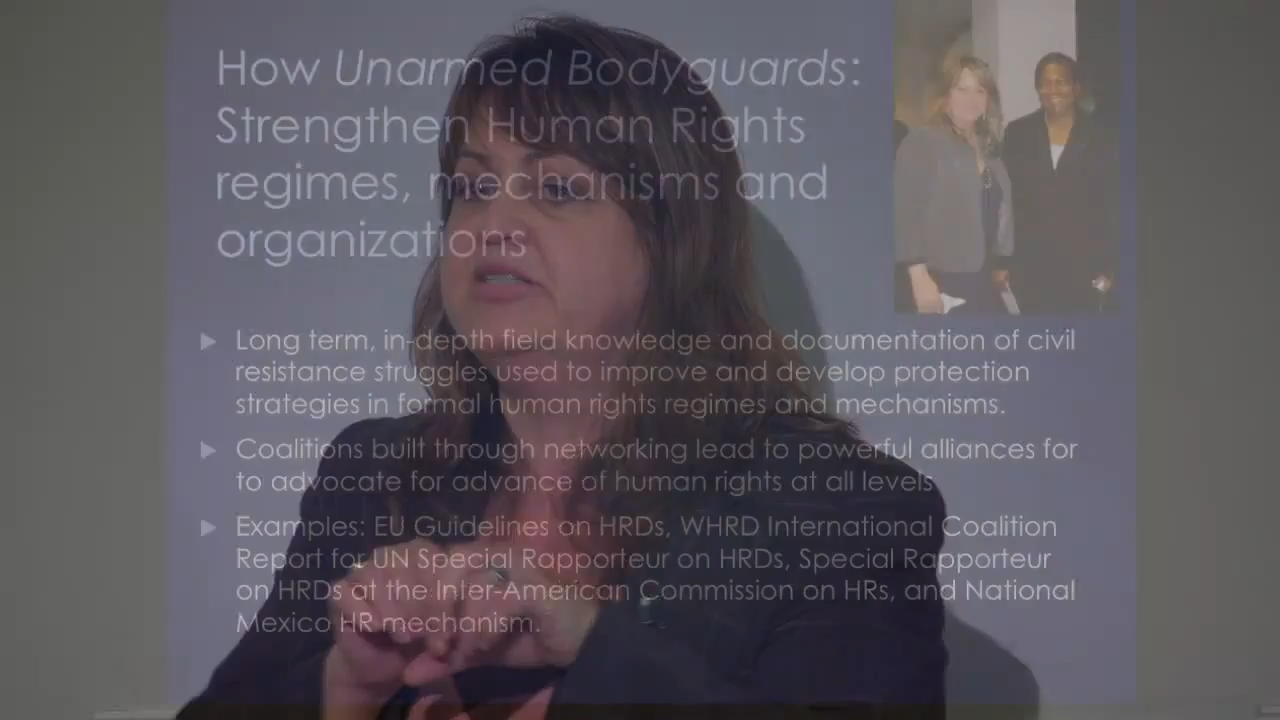 How Unarmed Bodyguards:
Strengthen Human Rights
regimes, mechanisms and
organizations
Long term, in-depth field knowledge and documentation of civil
resistance struggles used to improve and develop protection
strategies in formal human rights regimes and mechanisms.
Coalitions built through networking lead to powerful alliances for
to advocate for advance of human rights at all levels
Examples: EU Guidelines on HRDs, WHRD International Coalition
Report for UN Special Rapporteur on HRDs, Special Rapporteur
on HRDs at the Inter-American Commission on HRs, and National
Mexico HR mechanism.